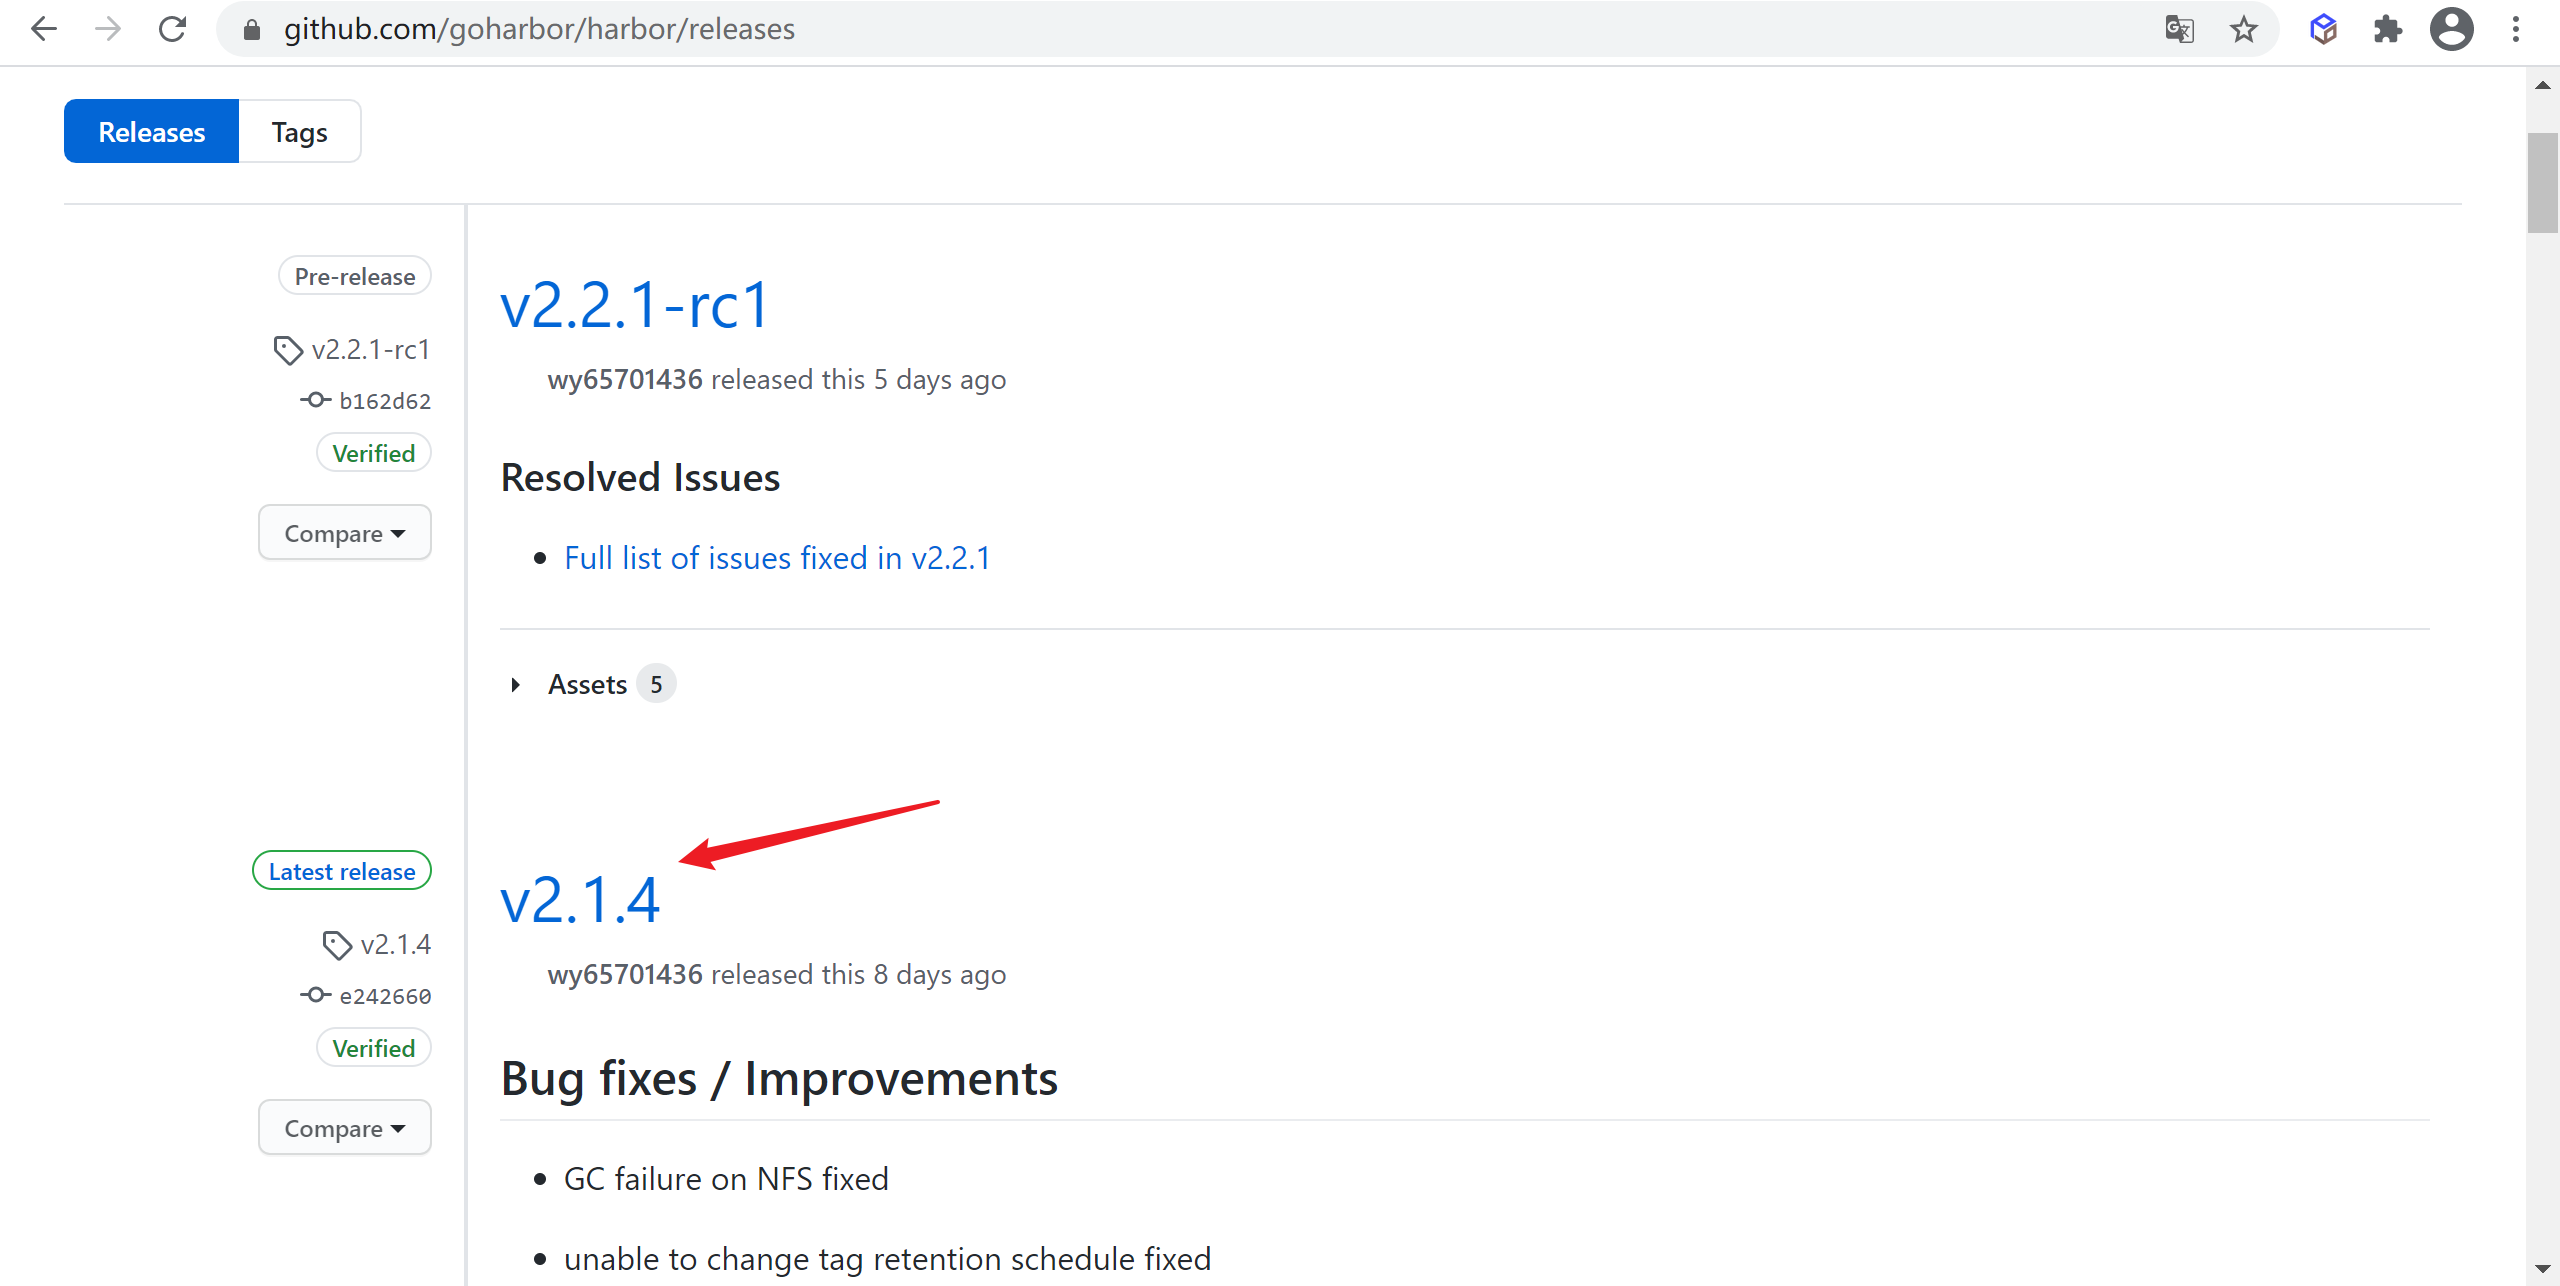 github.com/goharbor/harbor/releases
Releases
Tags
Pre-release
v2.2.1-rc1
b162d62
Verified
Compare
v2.2.1-rc1
wy65701436 released this 5 days ago
Resolved Issues
Full list of issues fixed in v2.2.1
Assets 5
Latest release
v2.1.4
e242660
Verified
Compare
v2.1.4
wy65701436 released this 8 days ago
Bug fixes / Improvements
GC failure on NFS fixed
unable to change tag retention schedule fixed